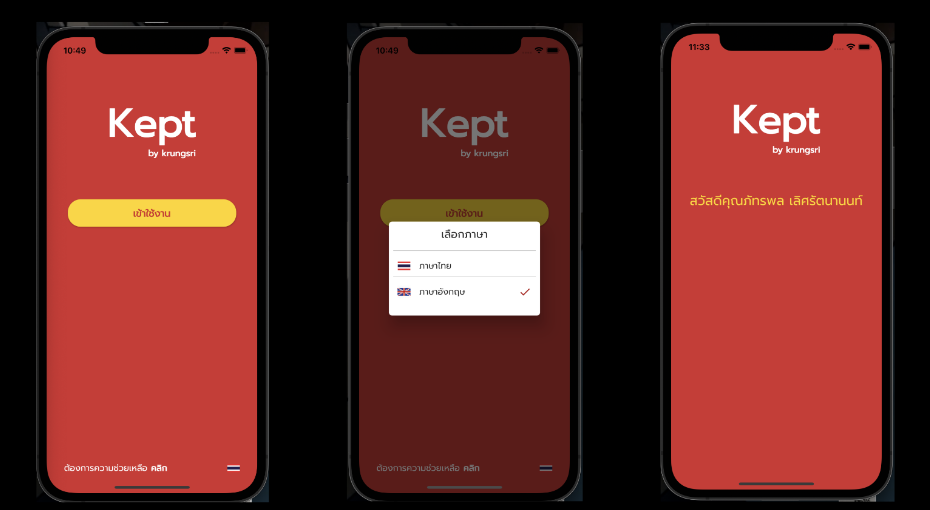 10:49
Kept
by krungsri
เข้าใช้งาน
ต้องการความช่วยเหลือ คลิก
10:49
Kept
by krungsri
เข้าใช้งาน
เลือกภาษา
ภาษาไทย
ภาษาอังกฤษ
ต้องการความช่วยเหลือ คลิก
11:33
Kept
by krungsri
สวัสดีคุณภัทรพล เลิศรัตนานนท์